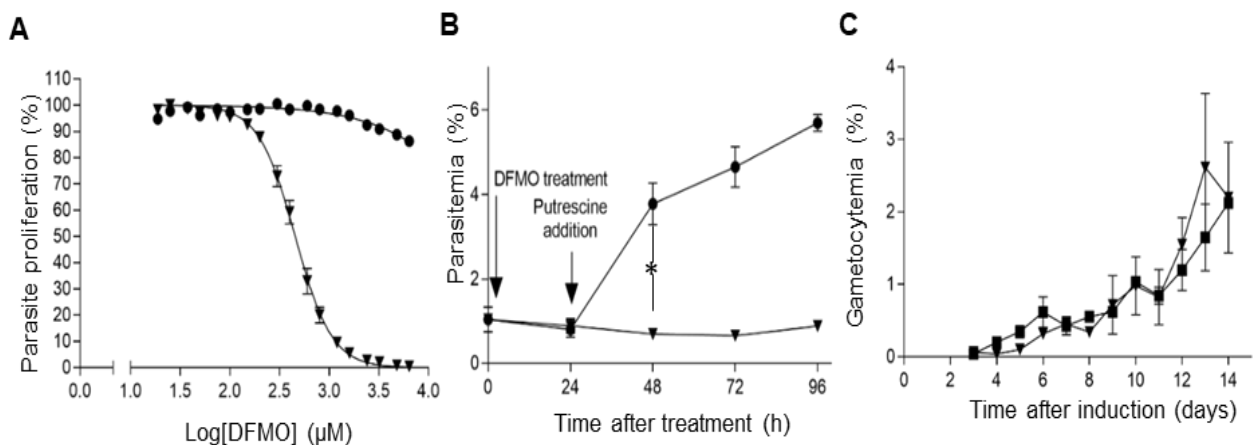 A
Parasite proliferation (%)
110
100
90
80
70
60
50
40
30
20
10
0
0.0 1.0 1.5 2.0 2.5 3.0 3.5 4.0
Log[DFMO] (µM)
B
Parasitemia (%)
6
4
2
0
DFMO treatment
Putrescine
addition
*
0 24 48 72 96
Time after treatment (h)
C
Gametocytemia (%)
4
3
2
1
0
0 2 4 6 8 10 12 14
Time after induction (days)